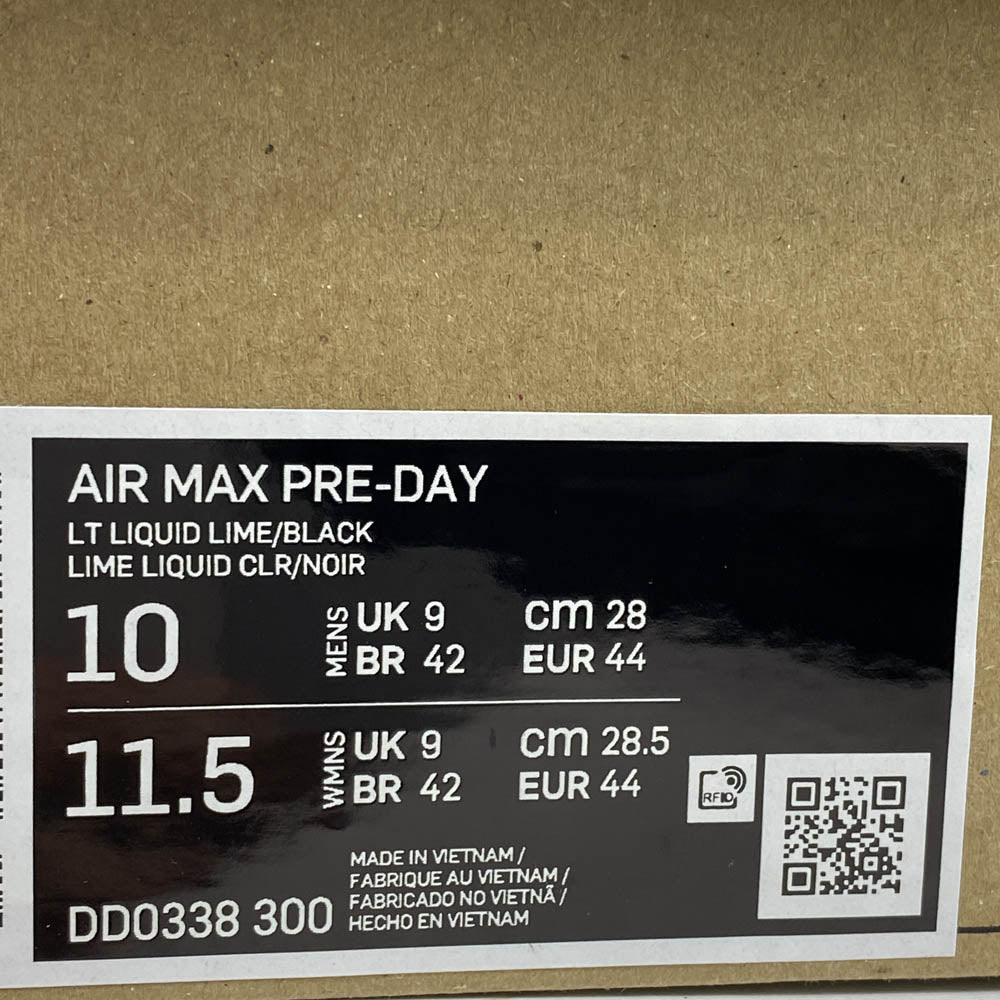 AIR MAX PRE-DAY
LT LIQUID LIME/BLACK
LIME LIQUID CLR/NOIR
10 MENS UK 9 cm 28
BR 42 EUR 44
11.5 WMNS UK 9 cm 28.5
BR 42 EUR 44
RFID
MADE IN VIETNAM /
FABRIQUE AU VIETNAM /
FABRICADO NO VIETNÃ /
HECHO EN VIETNAM
DD0338 300